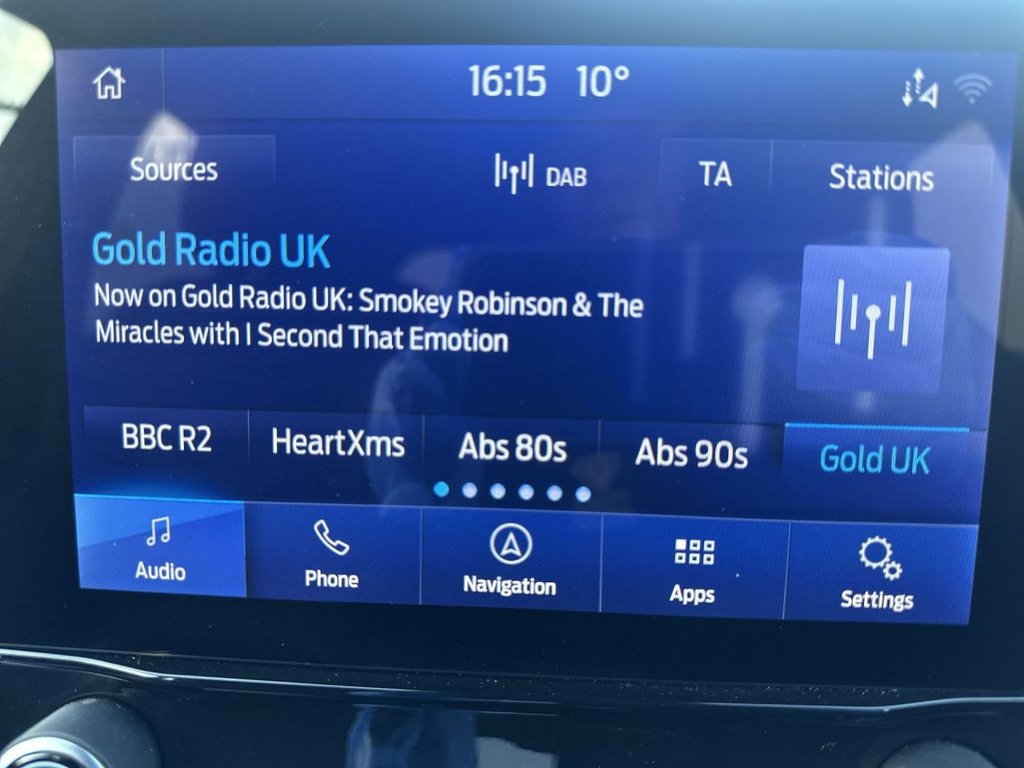 16:15 10°
Sources DAB TA Stations
Gold Radio UK
Now on Gold Radio UK: Smokey Robinson & The
Miracles with I Second That Emotion
BBC R2 HeartXms Abs 80s Abs 90s Gold UK
Audio Phone Navigation Apps Settings